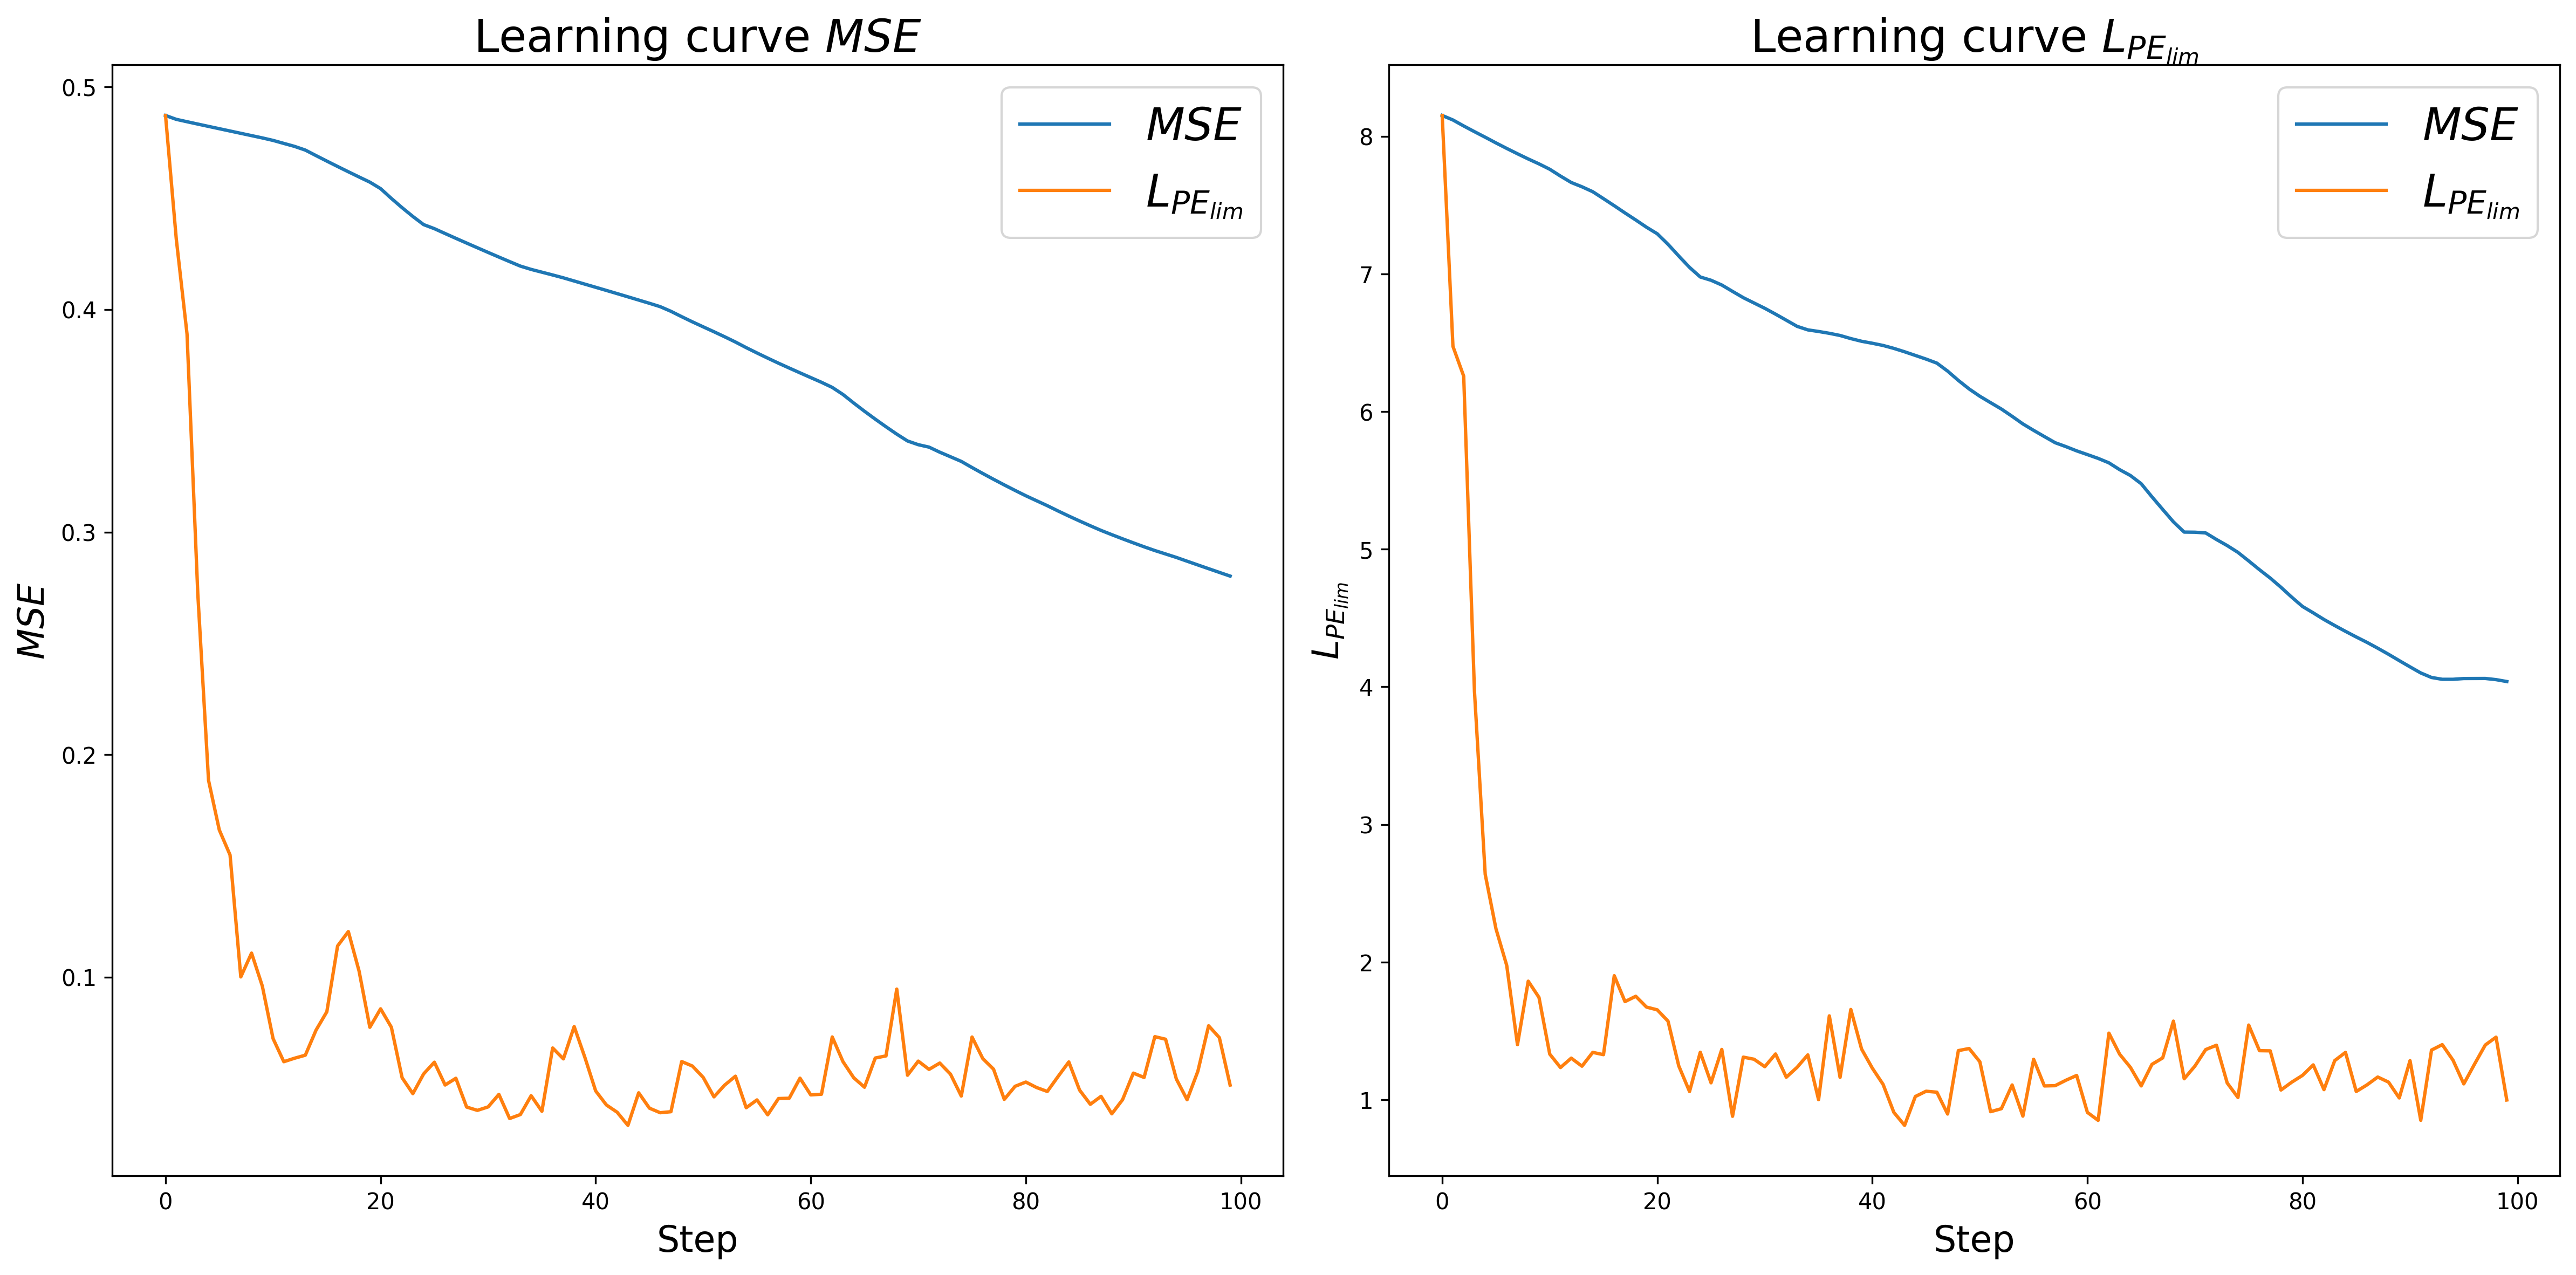 Learning curve MSE
0.5
0.4
0.3
0.2
0.1
MSE
0 20 40 60 80 100
Step
MSE
L_PE_lim
Learning curve L_PE_lim
8
7
6
5
4
3
2
1
L_PE_lim
0 20 40 60 80 100
Step
MSE
L_PE_lim